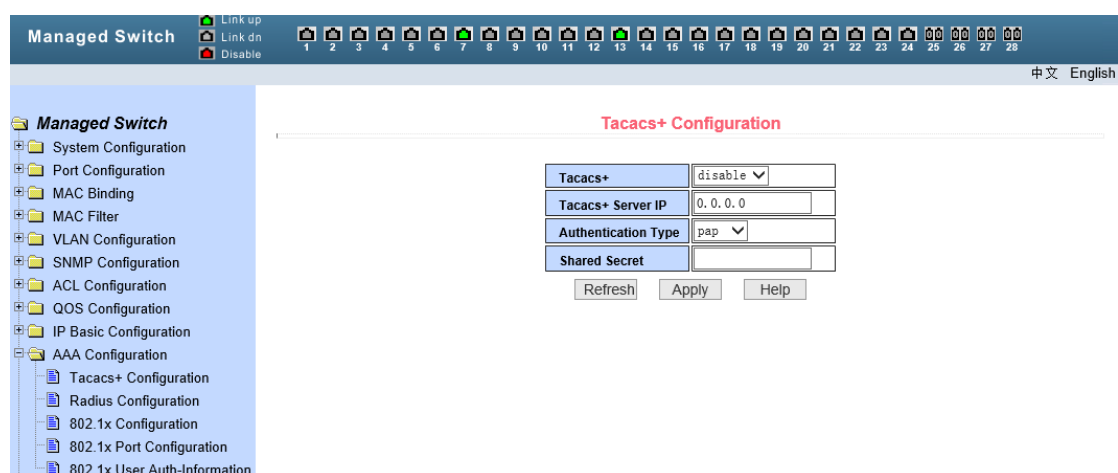 Link up
Managed Switch Link dn
Disable
1 2 3 4 5 6 7 8 9 10 11 12 13 14 15 16 17 18 19 20 21 22 23 24 25 26 27 28
中文 English
Managed Switch
System Configuration
Port Configuration
MAC Binding
MAC Filter
VLAN Configuration
SNMP Configuration
ACL Configuration
QOS Configuration
IP Basic Configuration
AAA Configuration
Tacacs+ Configuration
Radius Configuration
802.1x Configuration
802.1x Port Configuration
802.1x User Auth-Information
Tacacs+ Configuration
Tacacs+ disable
Tacacs+ Server IP 0.0.0.0
Authentication Type pap
Shared Secret
Refresh Apply Help